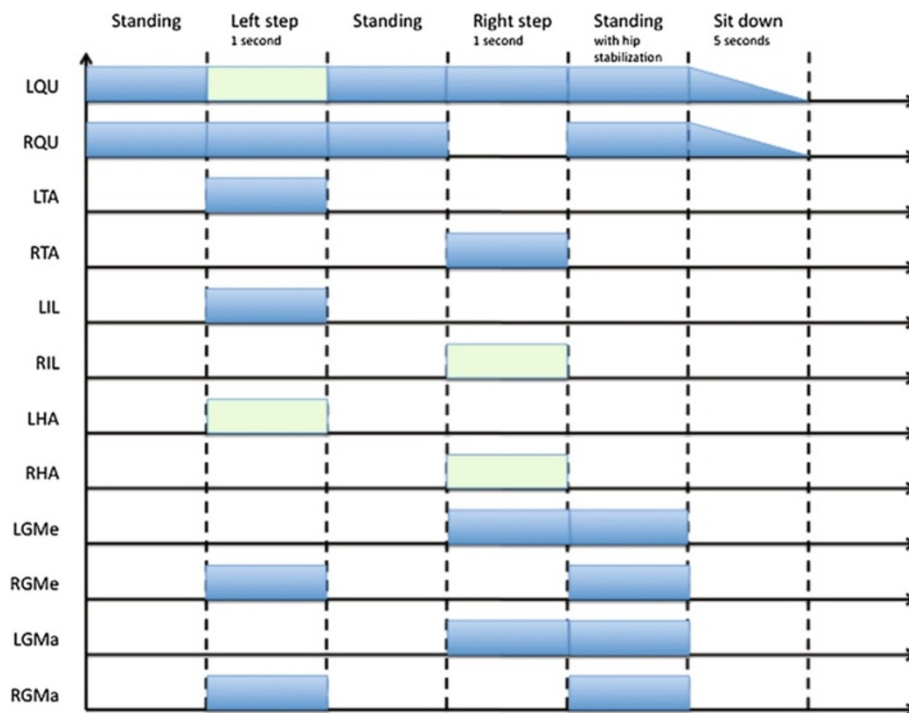 Standing Left step Standing Right step Standing Sit down
1 second 1 second with hip 5 seconds
stabilization
LQU
RQU
LTA
RTA
LIL
RIL
LHA
RHA
LGMe
RGMe
LGMa
RGMa